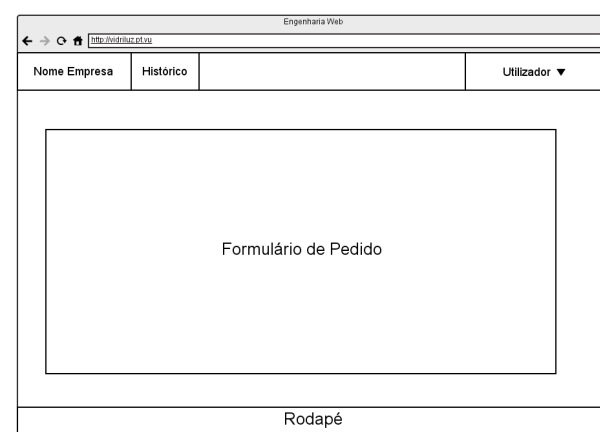 Engenharia Web
http://vidriluz.pt.vu
Nome Empresa Histórico Utilizador ▼
Formulário de Pedido
Rodapé